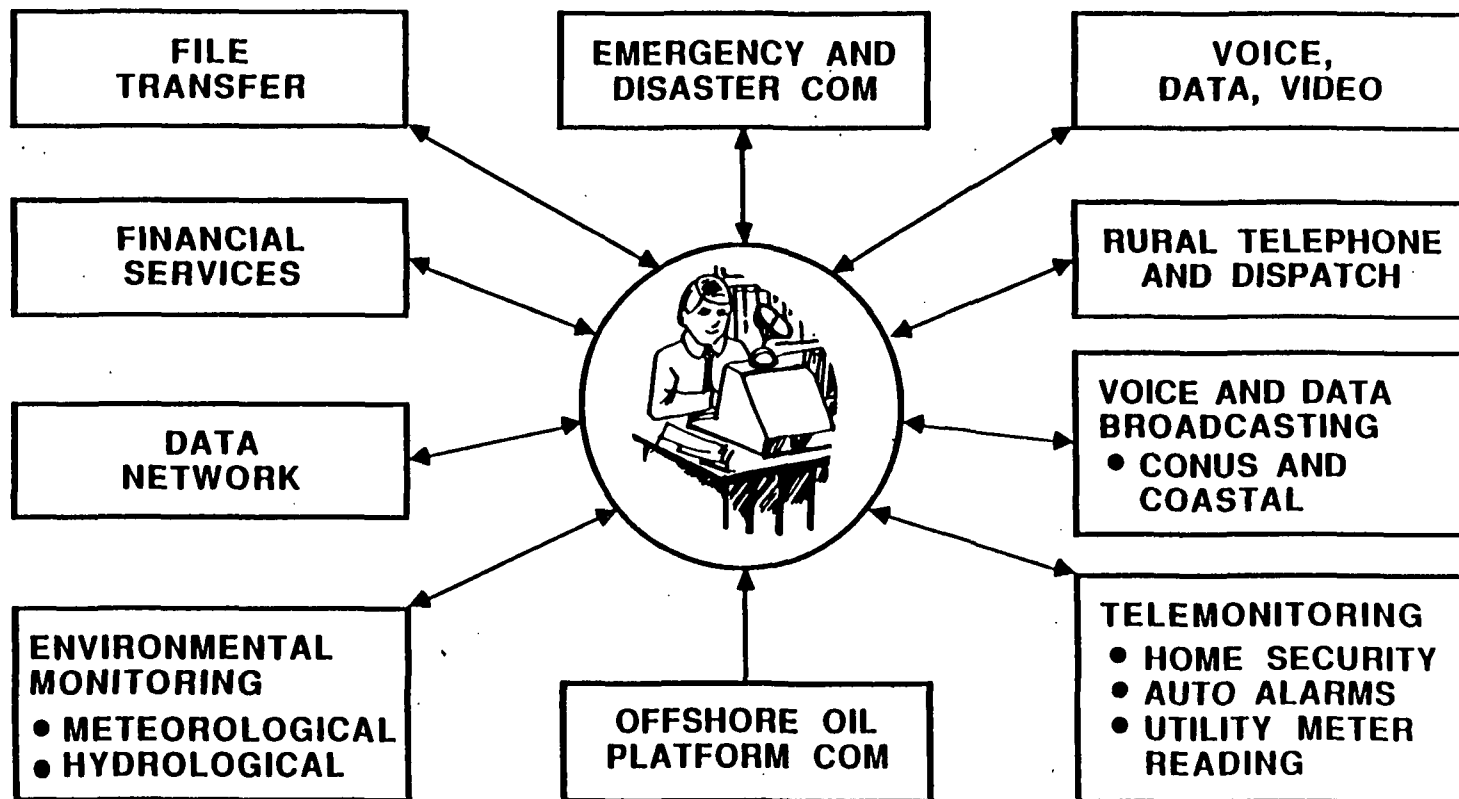 FILE
TRANSFER
EMERGENCY AND
DISASTER COM
VOICE,
DATA, VIDEO
FINANCIAL
SERVICES
RURAL TELEPHONE
AND DISPATCH
DATA
NETWORK
VOICE AND DATA
BROADCASTING
• CONUS AND
COASTAL
ENVIRONMENTAL
MONITORING
• METEOROLOGICAL
• HYDROLOGICAL
OFFSHORE OIL
PLATFORM COM
TELEMONITORING
• HOME SECURITY
• AUTO ALARMS
• UTILITY METER
READING